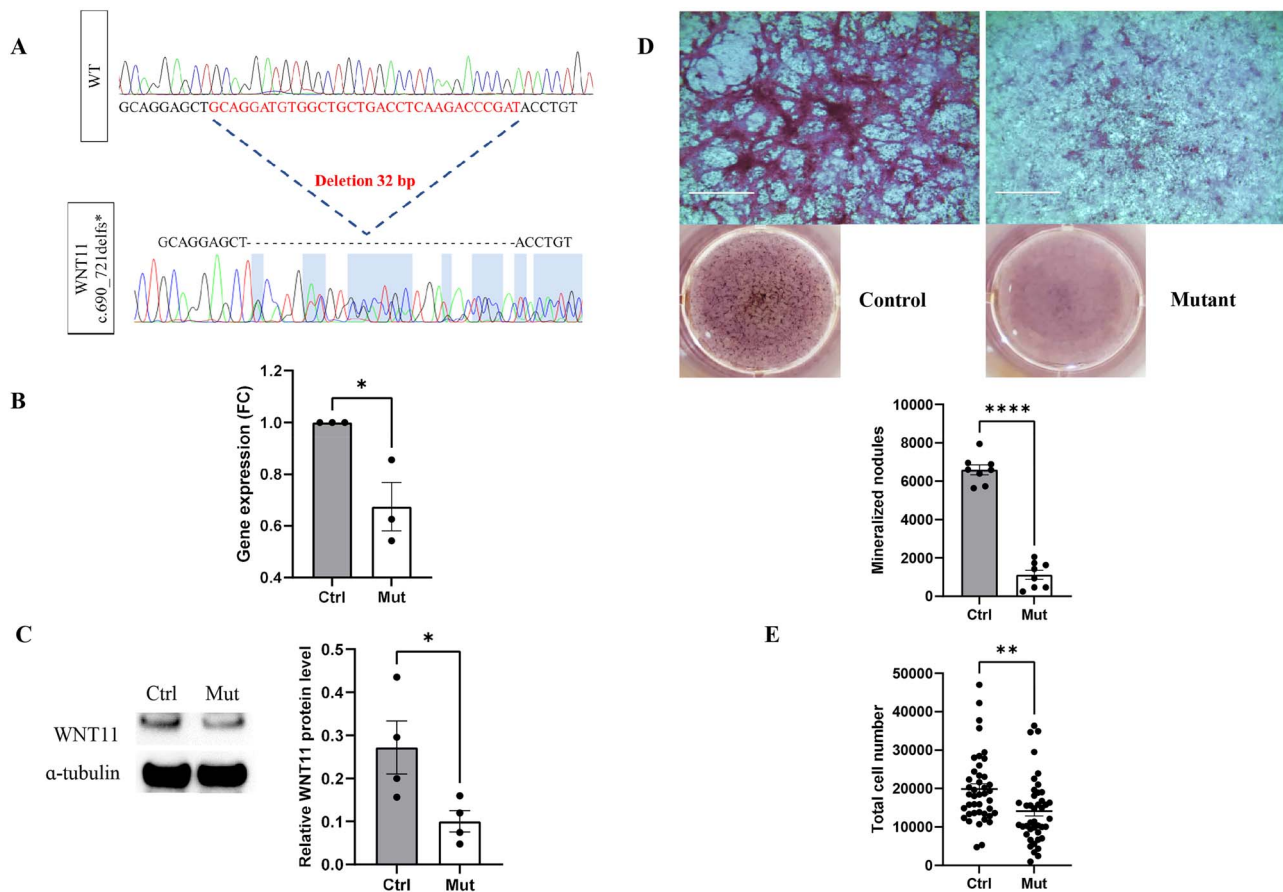 A
WT
GCAGGAGCTGCAGGATGTGGCTGCTGACCTCAAGACCCGATACCTGT
Deletion 32 bp
WNT11
c.690_721delfs*
GCAGGAGCT- - - - - - - - - - - - - - - - - - - - - - - - - - - - - - - -ACCTGT
B
Gene expression (FC)
1.2
1.0
0.8
0.6
0.4
*
Ctrl
Mut
C
Ctrl
Mut
WNT11
α-tubulin
Relative WNT11 protein level
0.5
0.4
0.3
0.2
0.1
0.0
*
Ctrl
Mut
D
Control
Mutant
Mineralized nodules
10000
8000
6000
4000
2000
0
****
Ctrl
Mut
E
Total cell number
50000
40000
30000
20000
10000
0
**
Ctrl
Mut